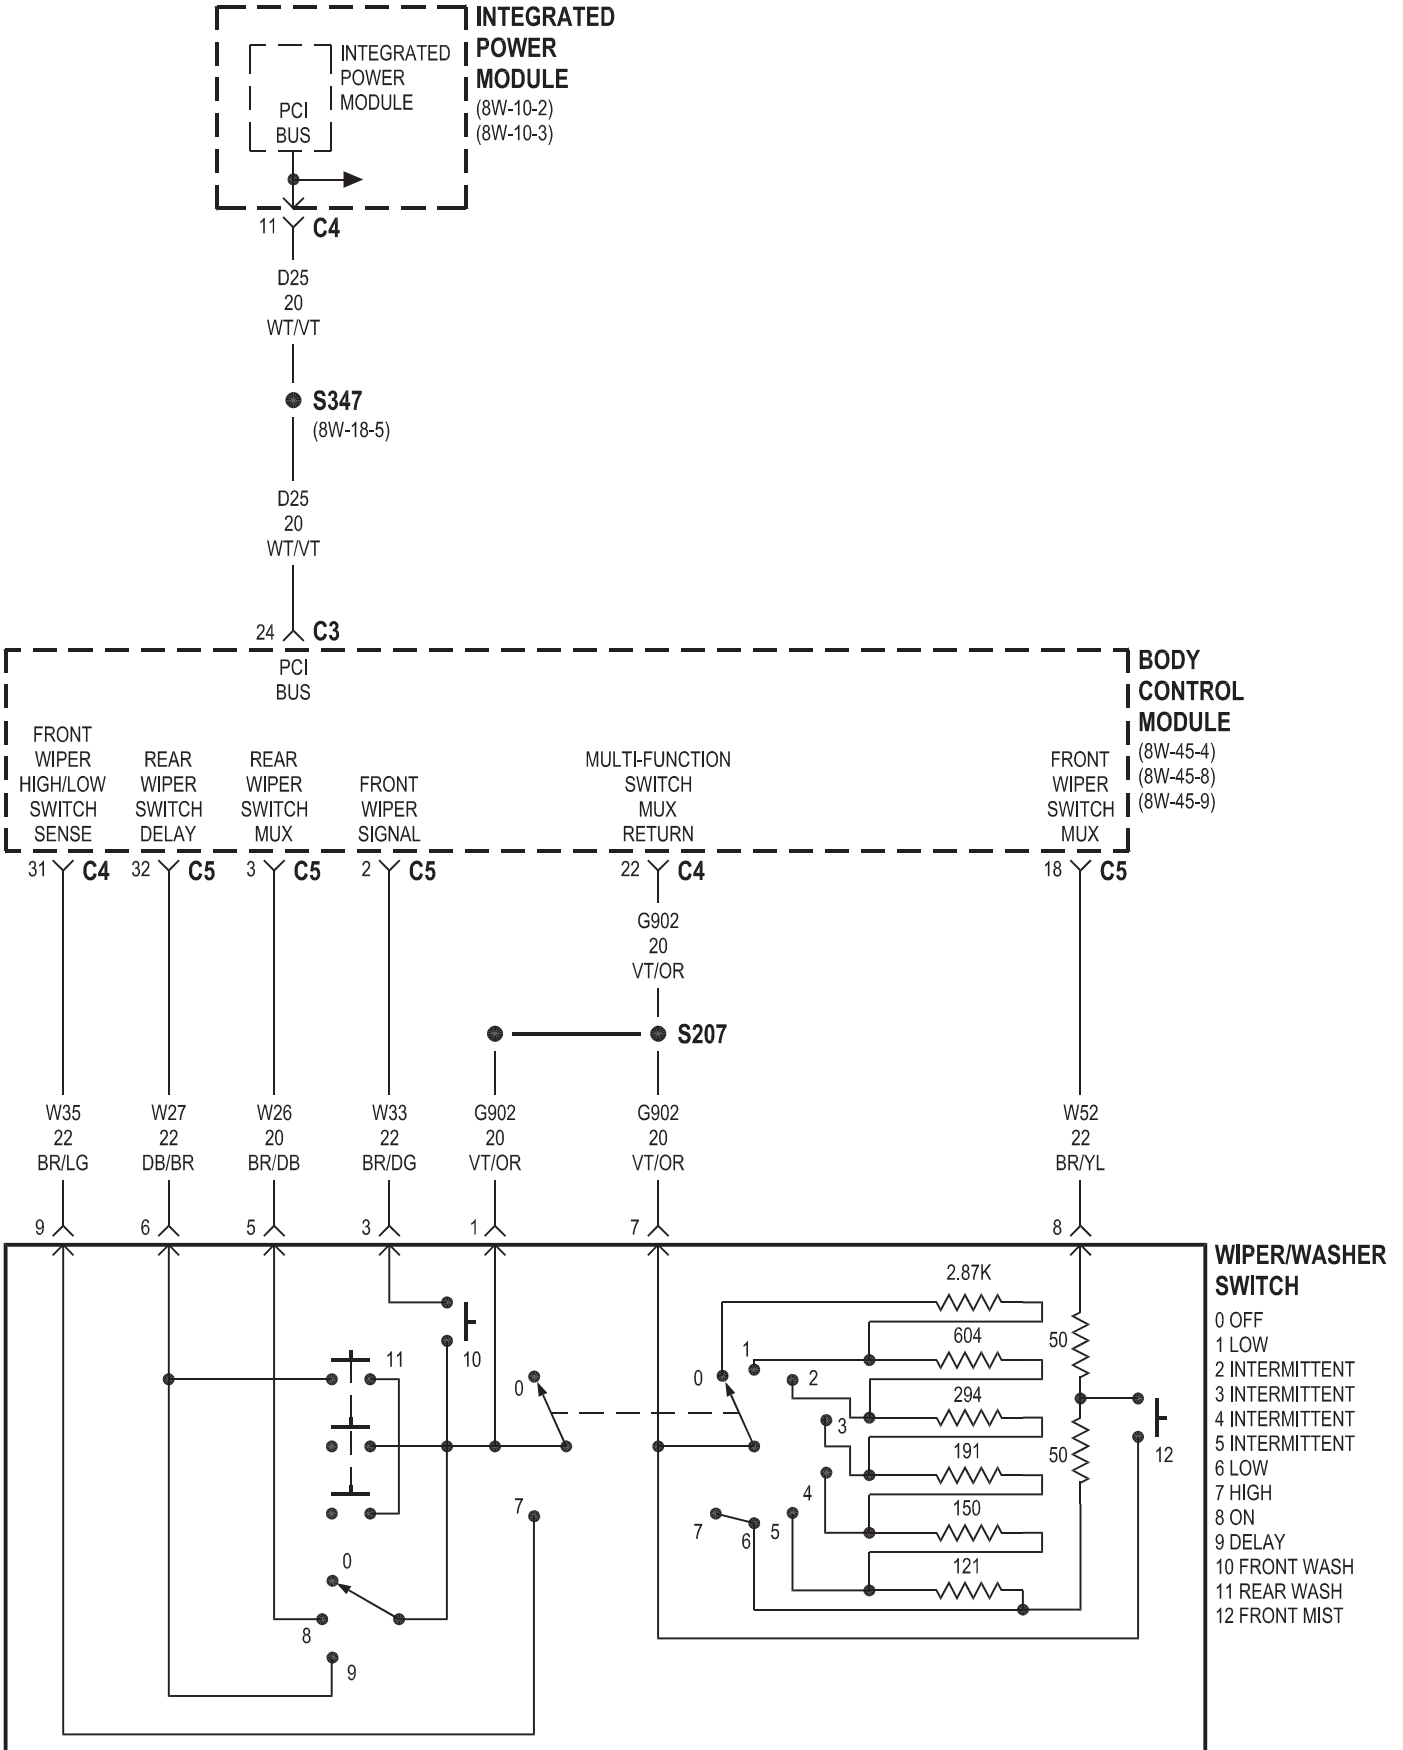 INTEGRATED
POWER
MODULE
(8W-10-2)
(8W-10-3)
INTEGRATED
POWER
MODULE
PCI
BUS
11 C4
D25
20
WT/VT
S347
(8W-18-5)
D25
20
WT/VT
24 C3
PCI
BUS
BODY
CONTROL
MODULE
(8W-45-4)
(8W-45-8)
(8W-45-9)
FRONT
WIPER
HIGH/LOW
SWITCH
SENSE
REAR
WIPER
SWITCH
DELAY
REAR
WIPER
SWITCH
MUX
FRONT
WIPER
SIGNAL
MULTI-FUNCTION
SWITCH
MUX
RETURN
FRONT
WIPER
SWITCH
MUX
31 C4 32 C5 3 C5 2 C5 22 C4 18 C5
G902
20
VT/OR
S207
W35
22
BR/LG
W27
22
DB/BR
W26
20
BR/DB
W33
22
BR/DG
G902
20
VT/OR
G902
20
VT/OR
W52
22
BR/YL
9 6 5 3 1 7 8
WIPER/WASHER
SWITCH
0 OFF
1 LOW
2 INTERMITTENT
3 INTERMITTENT
4 INTERMITTENT
5 INTERMITTENT
6 LOW
7 HIGH
8 ON
9 DELAY
10 FRONT WASH
11 REAR WASH
12 FRONT MIST
2.87K
604
294
191
150
121
50
50
12
11
10
0
7
0
1
2
3
4
5
6
7
0
8
9